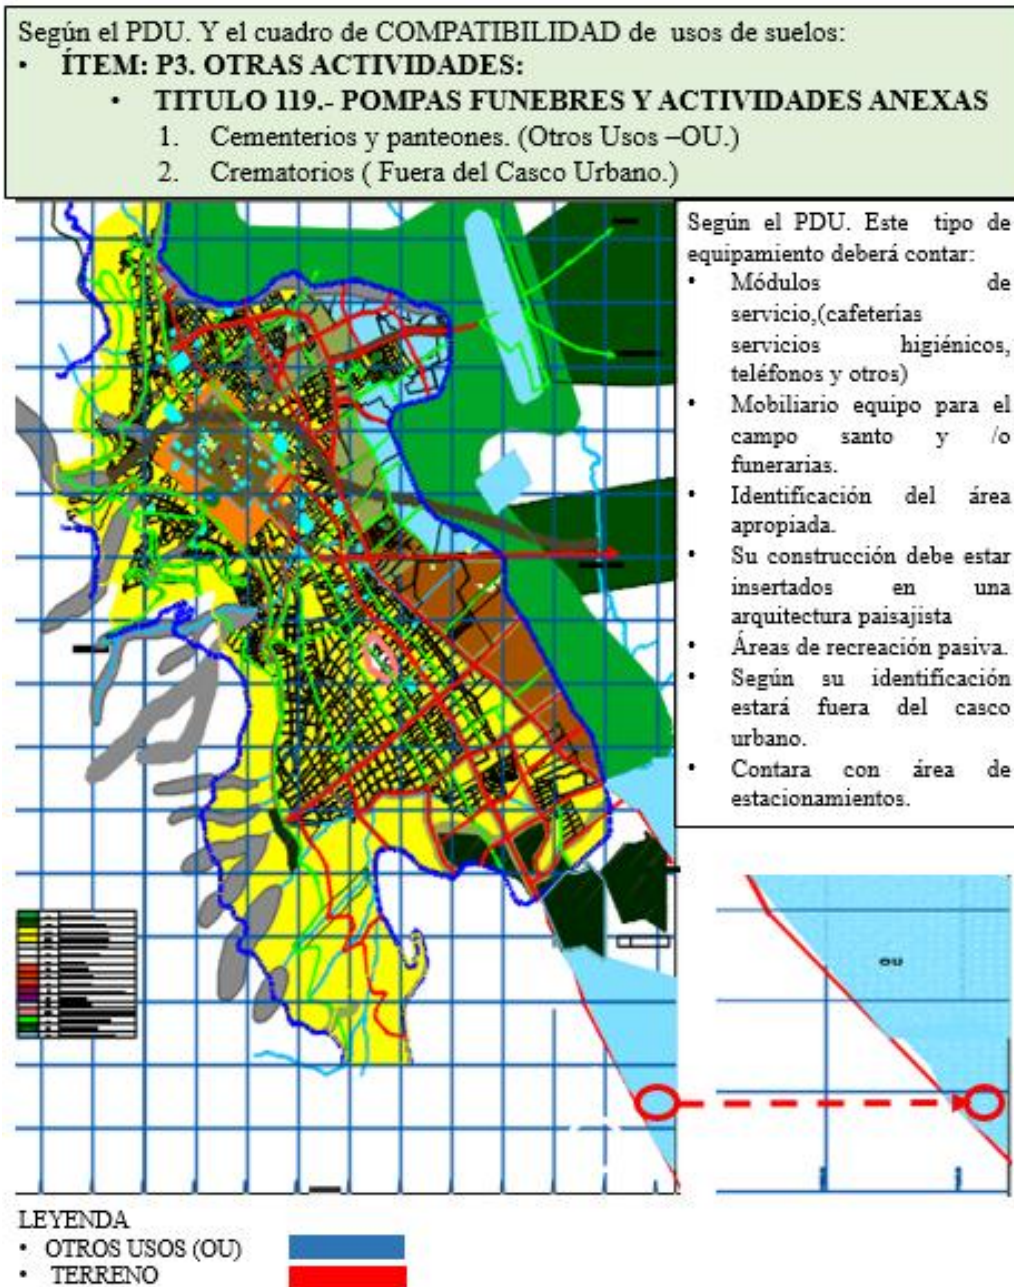 Según el PDU. Y el cuadro de COMPATIBILIDAD de usos de suelos:
• ÍTEM: P3. OTRAS ACTIVIDADES:
• TITULO 119.- POMPAS FUNEBRES Y ACTIVIDADES ANEXAS
1. Cementerios y panteones. (Otros Usos –OU.)
2. Crematorios ( Fuera del Casco Urbano.)
Según el PDU. Este tipo de
equipamiento deberá contar:
• Módulos de
servicio,(cafeterías
servicios higiénicos,
teléfonos y otros)
• Mobiliario equipo para el
campo santo y /o
funerarias.
• Identificación del área
apropiada.
• Su construcción debe estar
insertados en una
arquitectura paisajista
• Áreas de recreación pasiva.
• Según su identificación
estará fuera del casco
urbano.
• Contara con área de
estacionamientos.
OU
LEYENDA
• OTROS USOS (OU)
• TERRENO